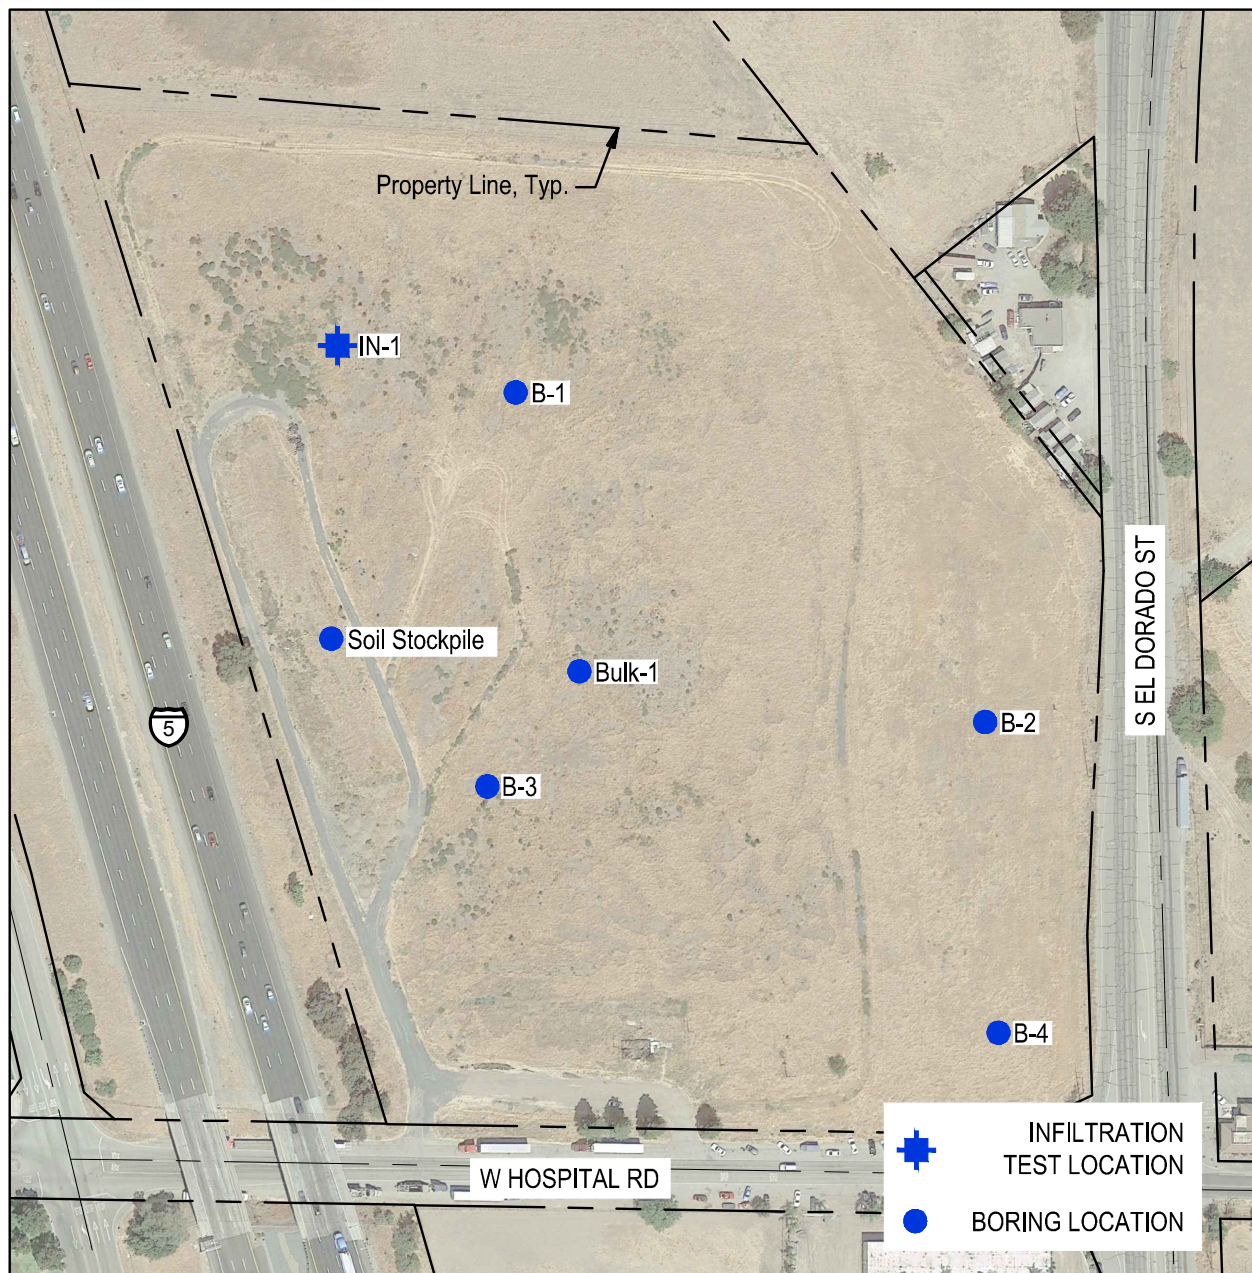 Property Line, Typ.
IN-1
B-1
S EL DORADO ST
Soil Stockpile
Bulk-1
5
B-2
B-3
B-4
INFILTRATION
TEST LOCATION
W HOSPITAL RD
BORING LOCATION